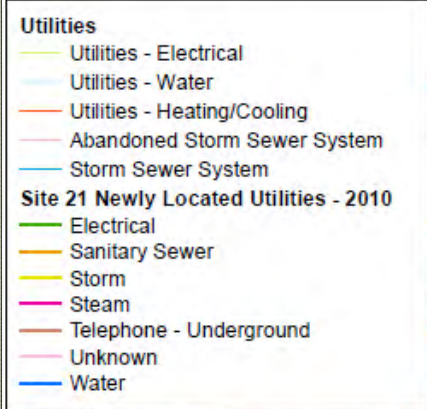 Utilities
Utilities - Electrical
Utilities - Water
Utilities - Heating/Cooling
Abandoned Storm Sewer System
Storm Sewer System
Site 21 Newly Located Utilities - 2010
Electrical
Sanitary Sewer
Storm
Steam
Telephone - Underground
Unknown
Water